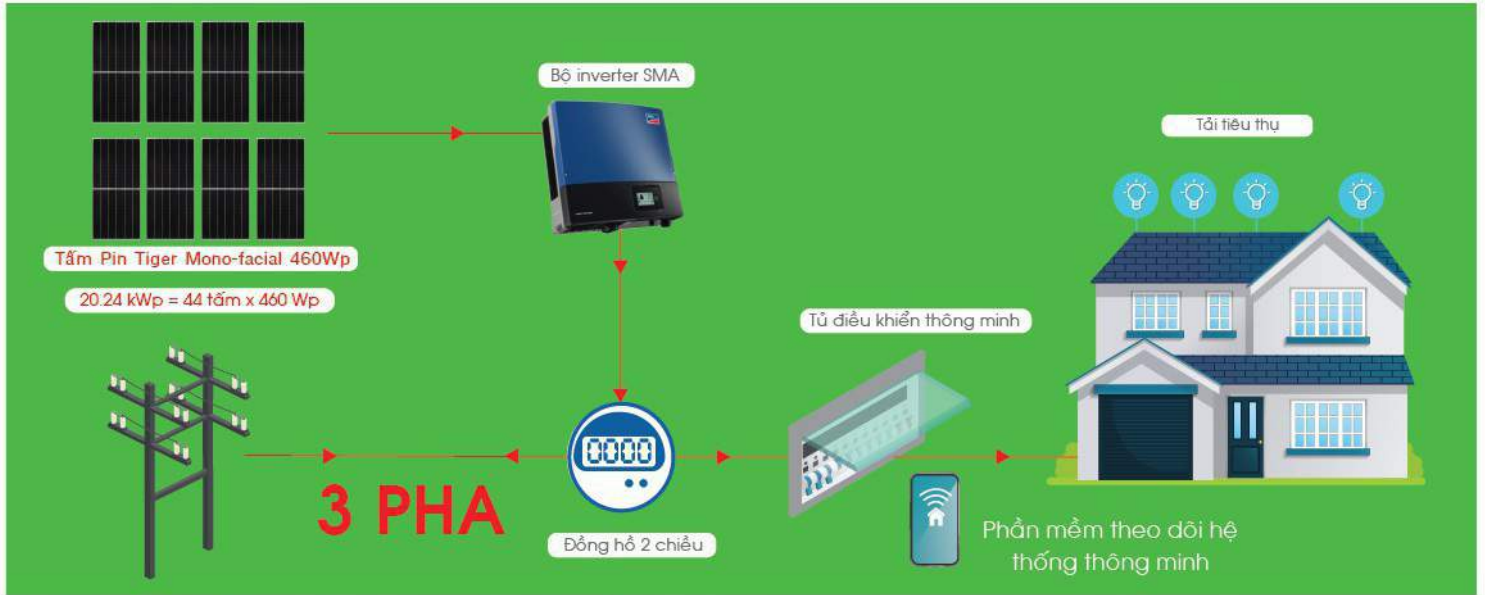 Bộ inverter SMA
Tải tiêu thụ
Tấm Pin Tiger Mono-facial 460Wp
20.24 kWp = 44 tấm x 460 Wp
Tủ điều khiển thông minh
0000
3 PHA
Đồng hồ 2 chiều
Phần mềm theo dõi hệ
thống thông minh